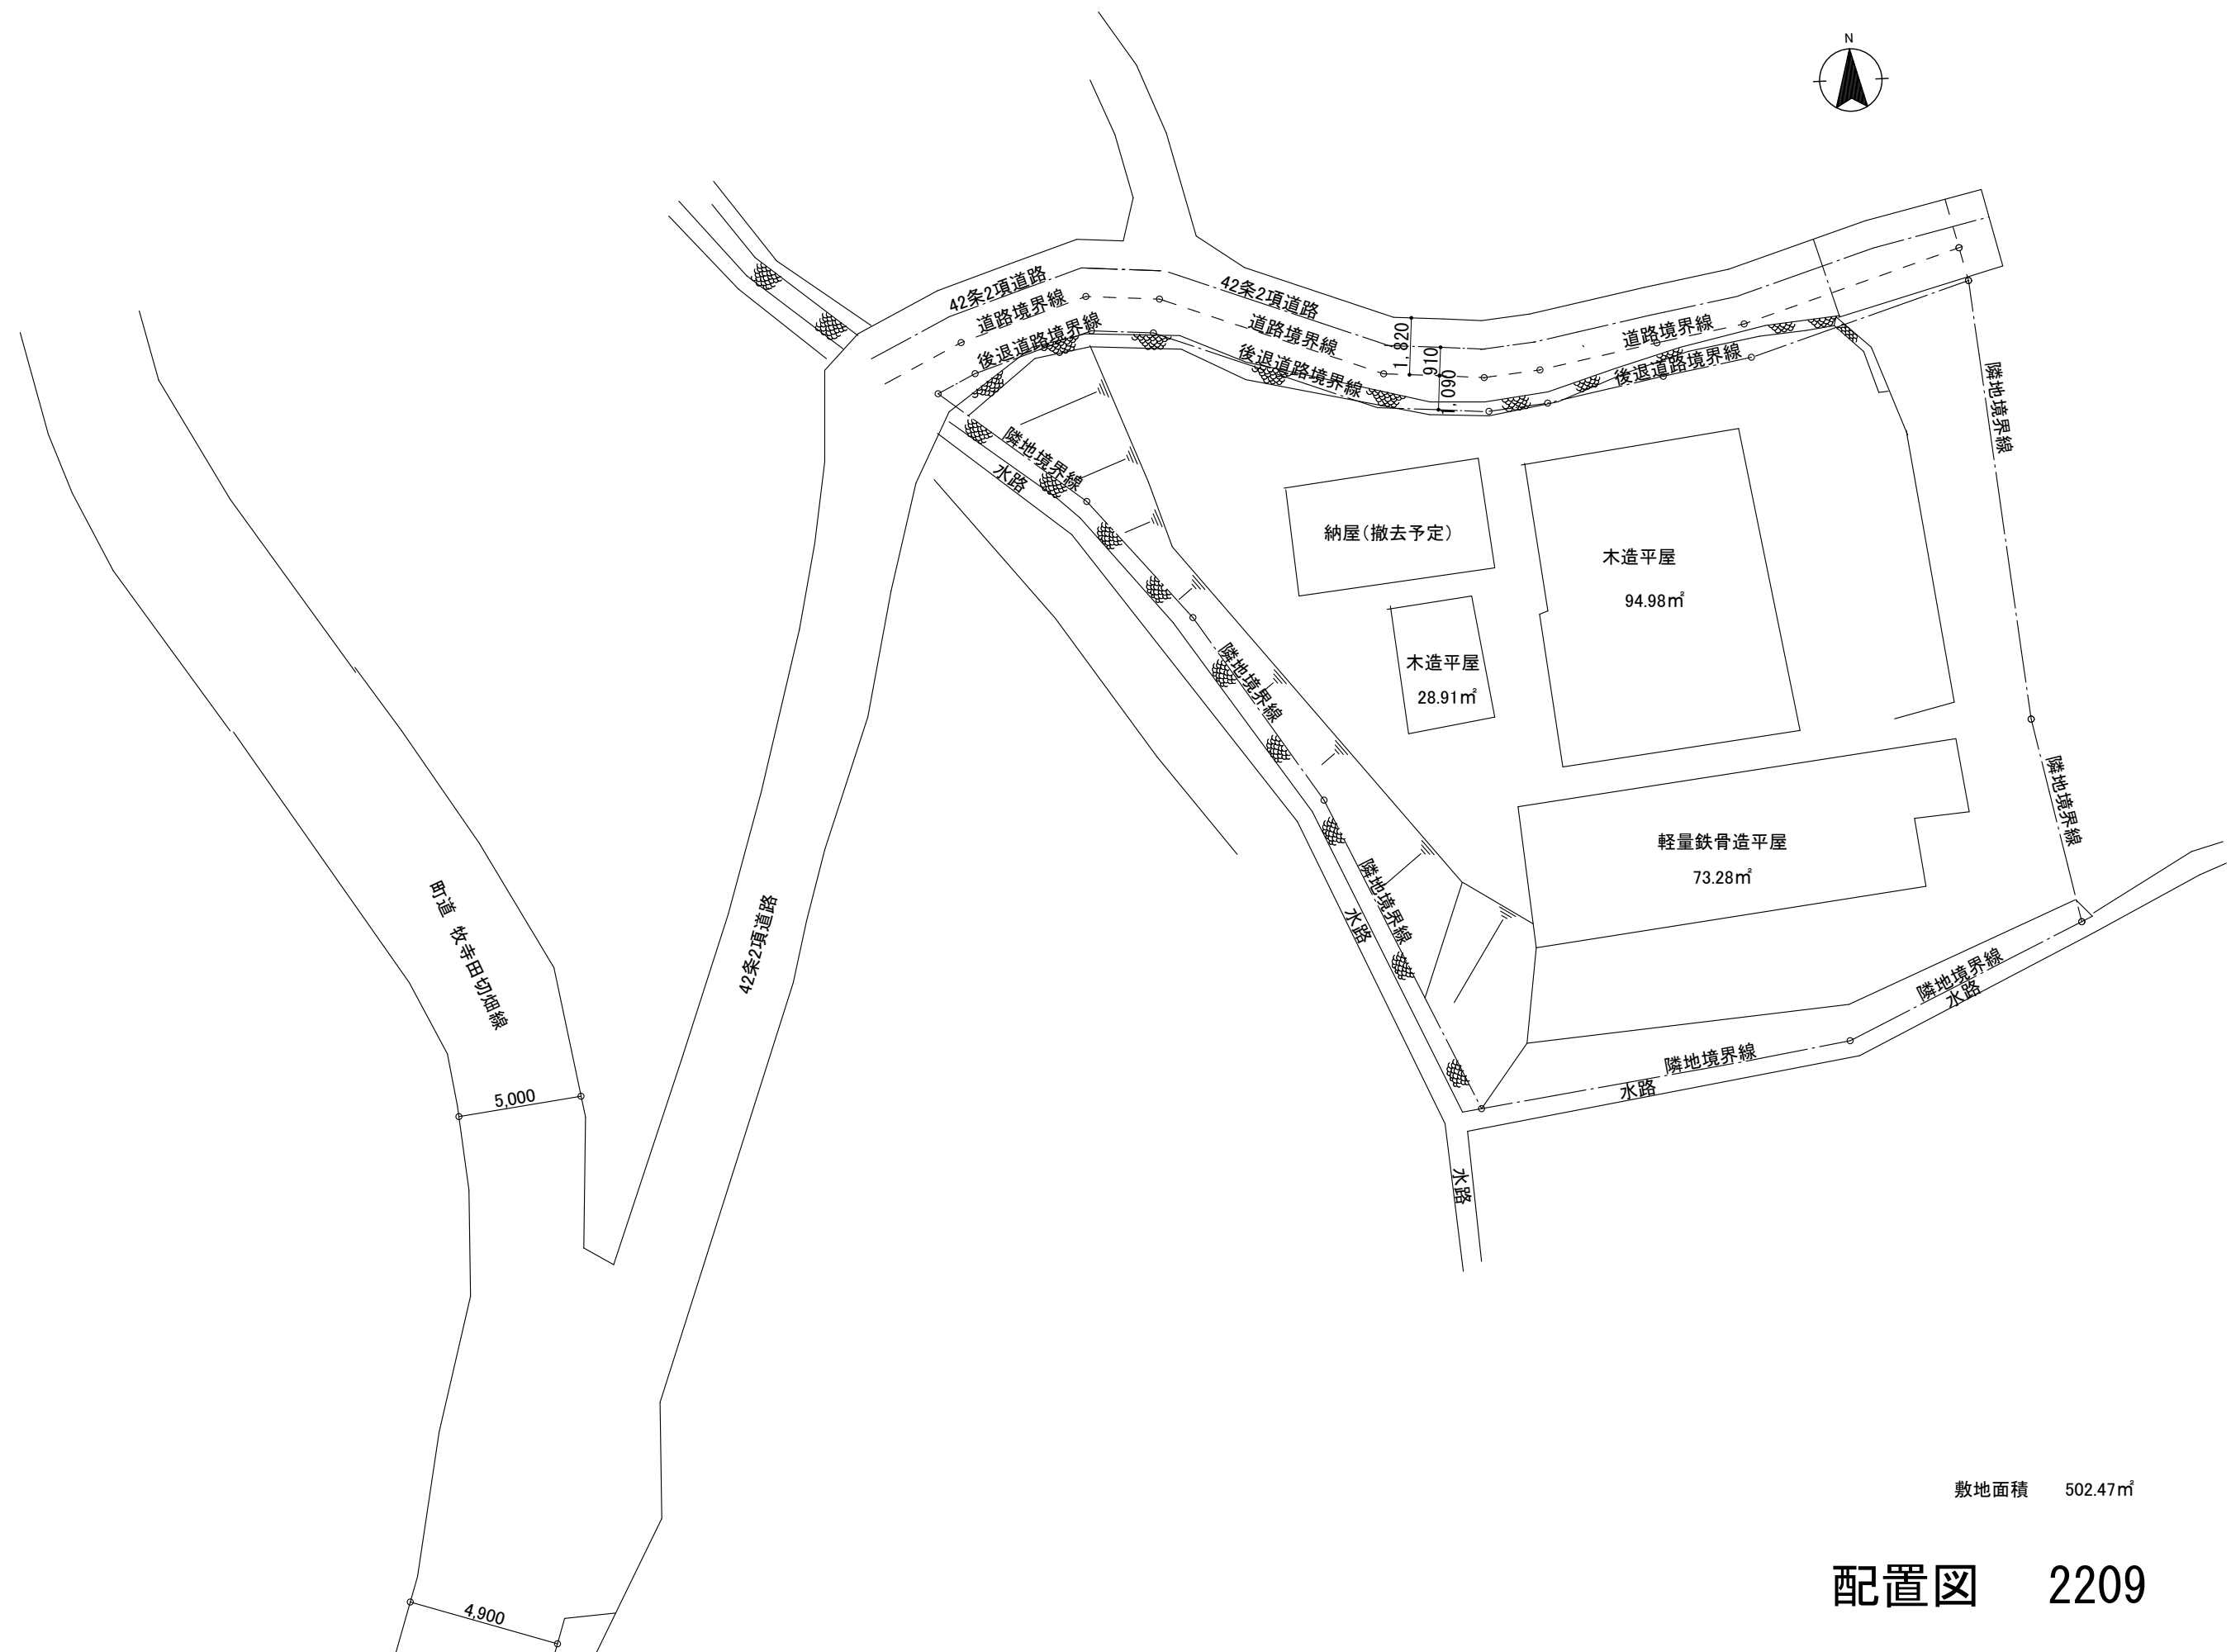 N
42条2項道路
道路境界線
後退道路境界線
42条2項道路
道路境界線
後退道路境界線
1,820
910
1,090
道路境界線
後退道路境界線
隣地境界線
隣地境界線
水路
納屋(撤去予定)
木造平屋
94.98㎡
木造平屋
28.91㎡
隣地境界線
隣地境界線
軽量鉄骨造平屋
73.28㎡
隣地境界線
水路
町道 牧寺田切畑線
42条2項道路
隣地境界線
水路
隣地境界線
水路
5,000
水路
敷地面積 502.47㎡
配置図 2209
4,900